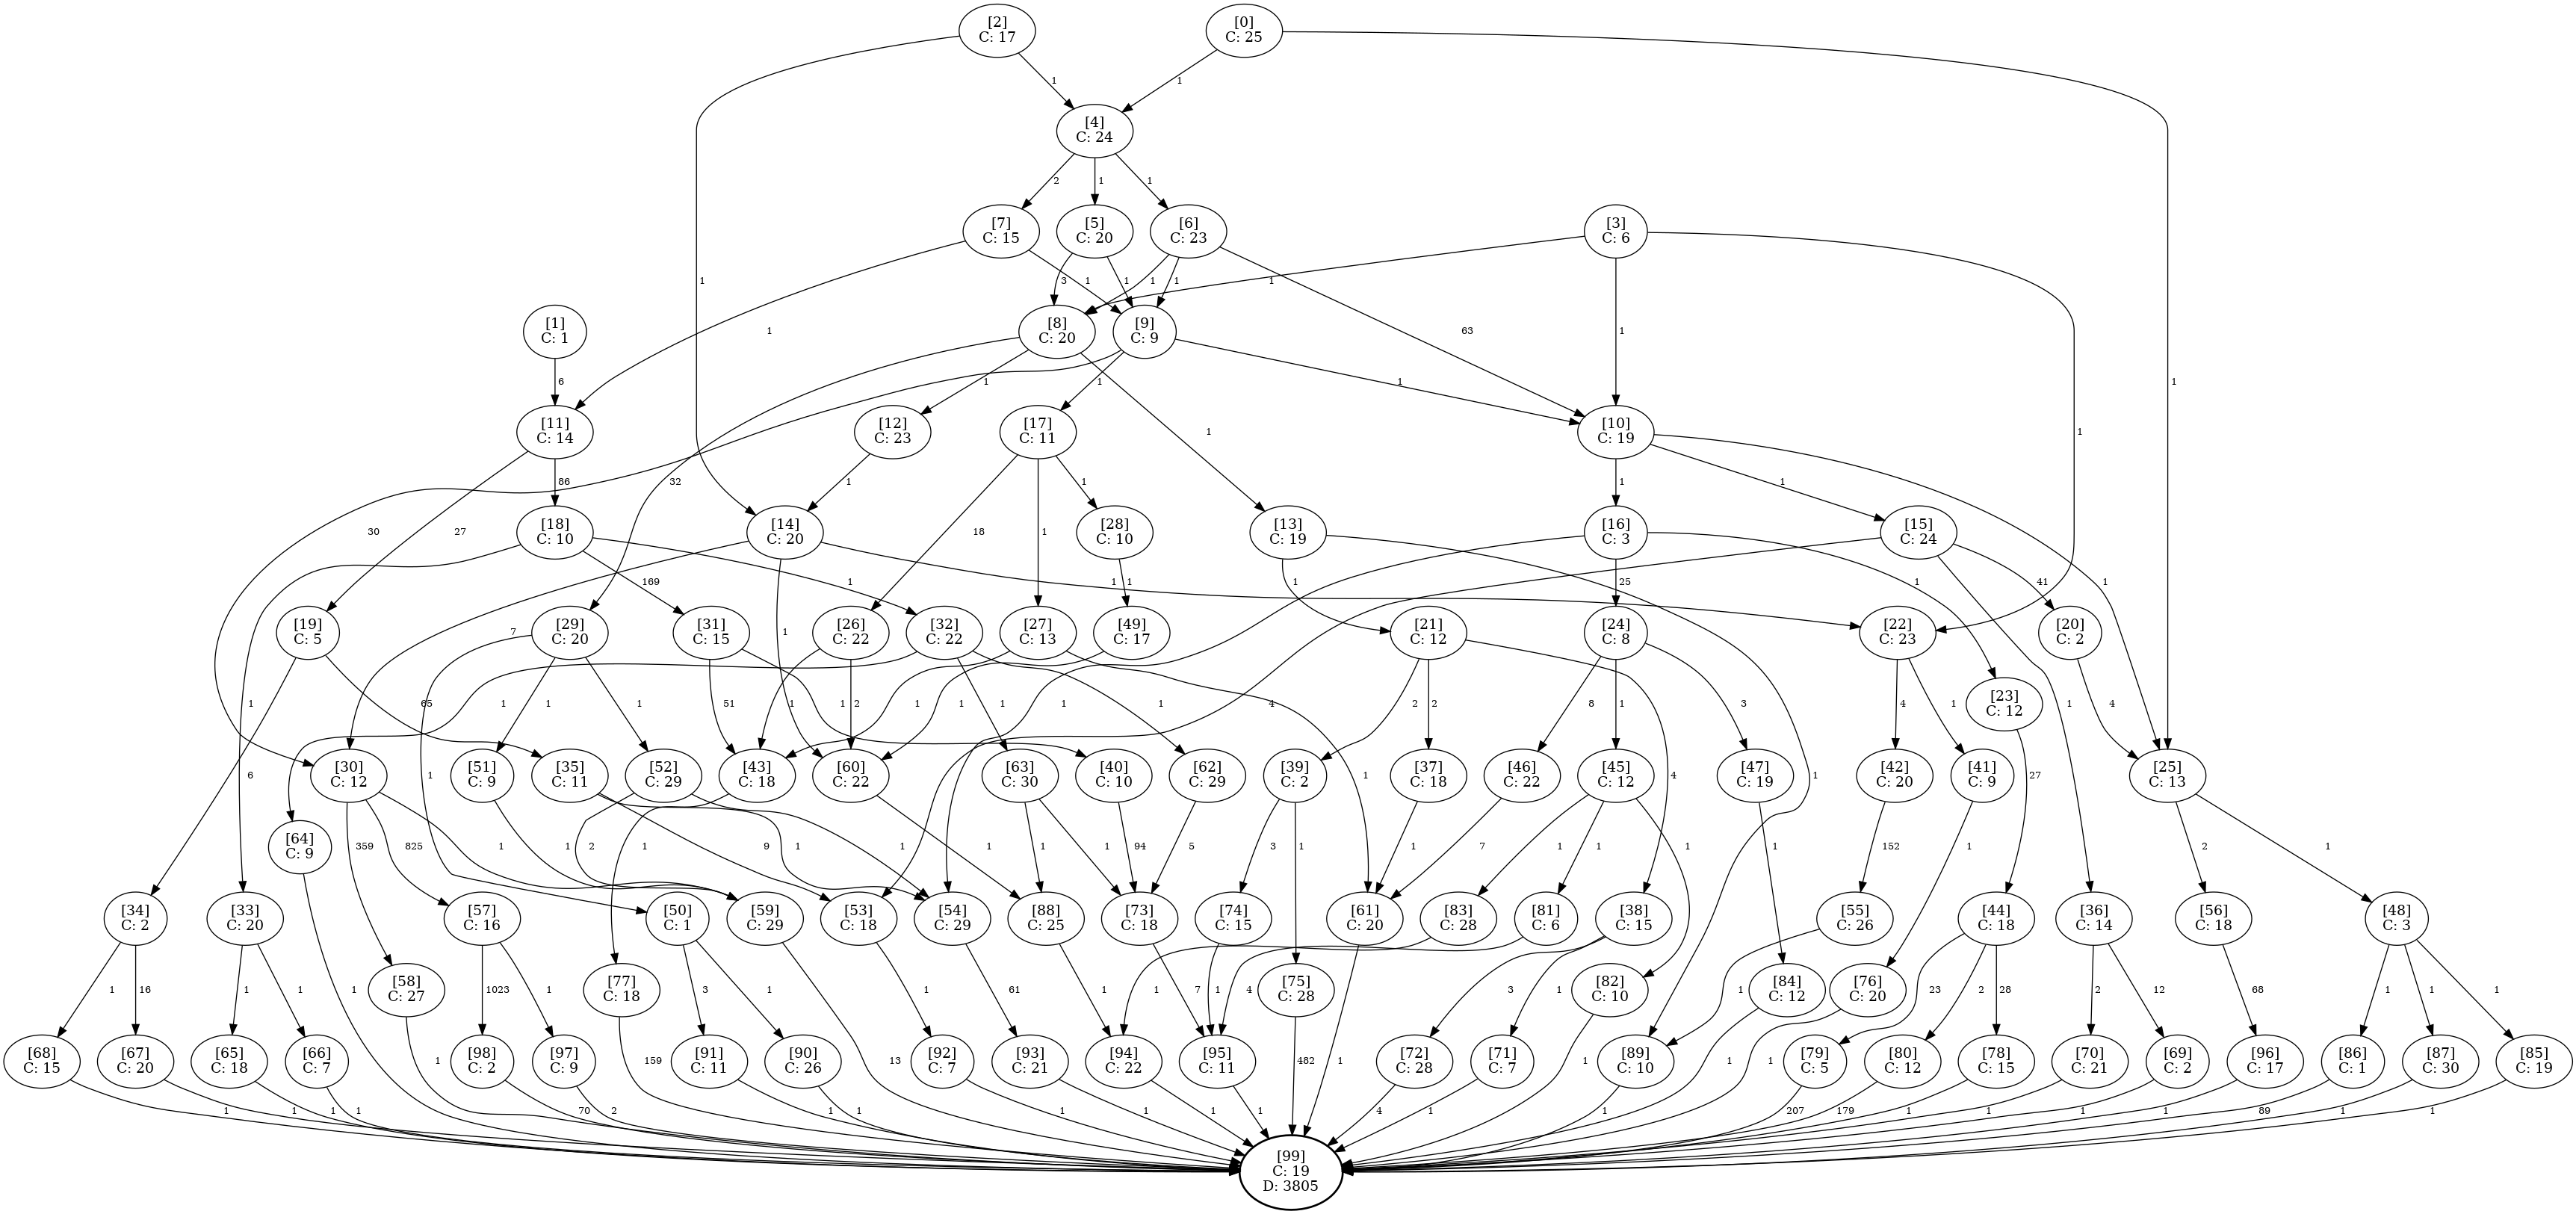 [2]
C: 17
[0]
C: 25
1
1
[4]
C: 24
2
1
1
[7]
C: 15
[5]
C: 20
[6]
C: 23
[3]
C: 6
1
3
1
1
1
1
1
[1]
C: 1
1
[8]
C: 20
[9]
C: 9
63
1
1
6
1
1
1
[11]
C: 14
[12]
C: 23
[17]
C: 11
1
[10]
C: 19
1
86
32
1
1
1
1
30
27
[18]
C: 10
[14]
C: 20
18
1
[28]
C: 10
[13]
C: 19
[16]
C: 3
[15]
C: 24
169
1
1
1
1
25
1
41
1
[19]
C: 5
[29]
C: 20
7
[31]
C: 15
1
[26]
C: 22
[32]
C: 22
[27]
C: 13
[49]
C: 17
[21]
C: 12
[24]
C: 8
[22]
C: 23
[20]
C: 2
1
65
1
1
1
51
1
2
1
1
1
1
1
1
4
2
2
8
1
3
4
1
[23]
C: 12
1
4
1
6
[30]
C: 12
[51]
C: 9
[35]
C: 11
[52]
C: 29
[43]
C: 18
[60]
C: 22
[63]
C: 30
[40]
C: 10
[62]
C: 29
[39]
C: 2
1
[37]
C: 18
[46]
C: 22
4
[45]
C: 12
[47]
C: 19
1
[42]
C: 20
[41]
C: 9
27
[25]
C: 13
[64]
C: 9
359
825
1
1
2
1
9
1
1
1
1
1
94
5
3
1
1
7
1
1
1
1
152
1
2
1
[34]
C: 2
[33]
C: 20
[57]
C: 16
[50]
C: 1
[59]
C: 29
[53]
C: 18
[54]
C: 29
[88]
C: 25
[73]
C: 18
[74]
C: 15
[61]
C: 20
[83]
C: 28
[81]
C: 6
[38]
C: 15
[55]
C: 26
[44]
C: 18
[36]
C: 14
[56]
C: 18
[48]
C: 3
1
16
1
1
1
[58]
C: 27
1023
1
[77]
C: 18
3
1
1
61
1
7
1
4
[75]
C: 28
1
3
1
[82]
C: 10
1
[84]
C: 12
[76]
C: 20
23
2
28
2
12
68
1
1
1
[68]
C: 15
[67]
C: 20
[65]
C: 18
[66]
C: 7
[98]
C: 2
[97]
C: 9
[91]
C: 11
[90]
C: 26
[92]
C: 7
[93]
C: 21
[94]
C: 22
[95]
C: 11
[72]
C: 28
[71]
C: 7
[89]
C: 10
[79]
C: 5
[80]
C: 12
[78]
C: 15
[70]
C: 21
[69]
C: 2
[96]
C: 17
[86]
C: 1
[87]
C: 30
[85]
C: 19
159
13
482
1
1
1
1
1
1
1
1
70
2
1
1
1
1
1
1
4
1
1
207
179
1
1
1
1
89
1
1
[99]
C: 19
D: 3805